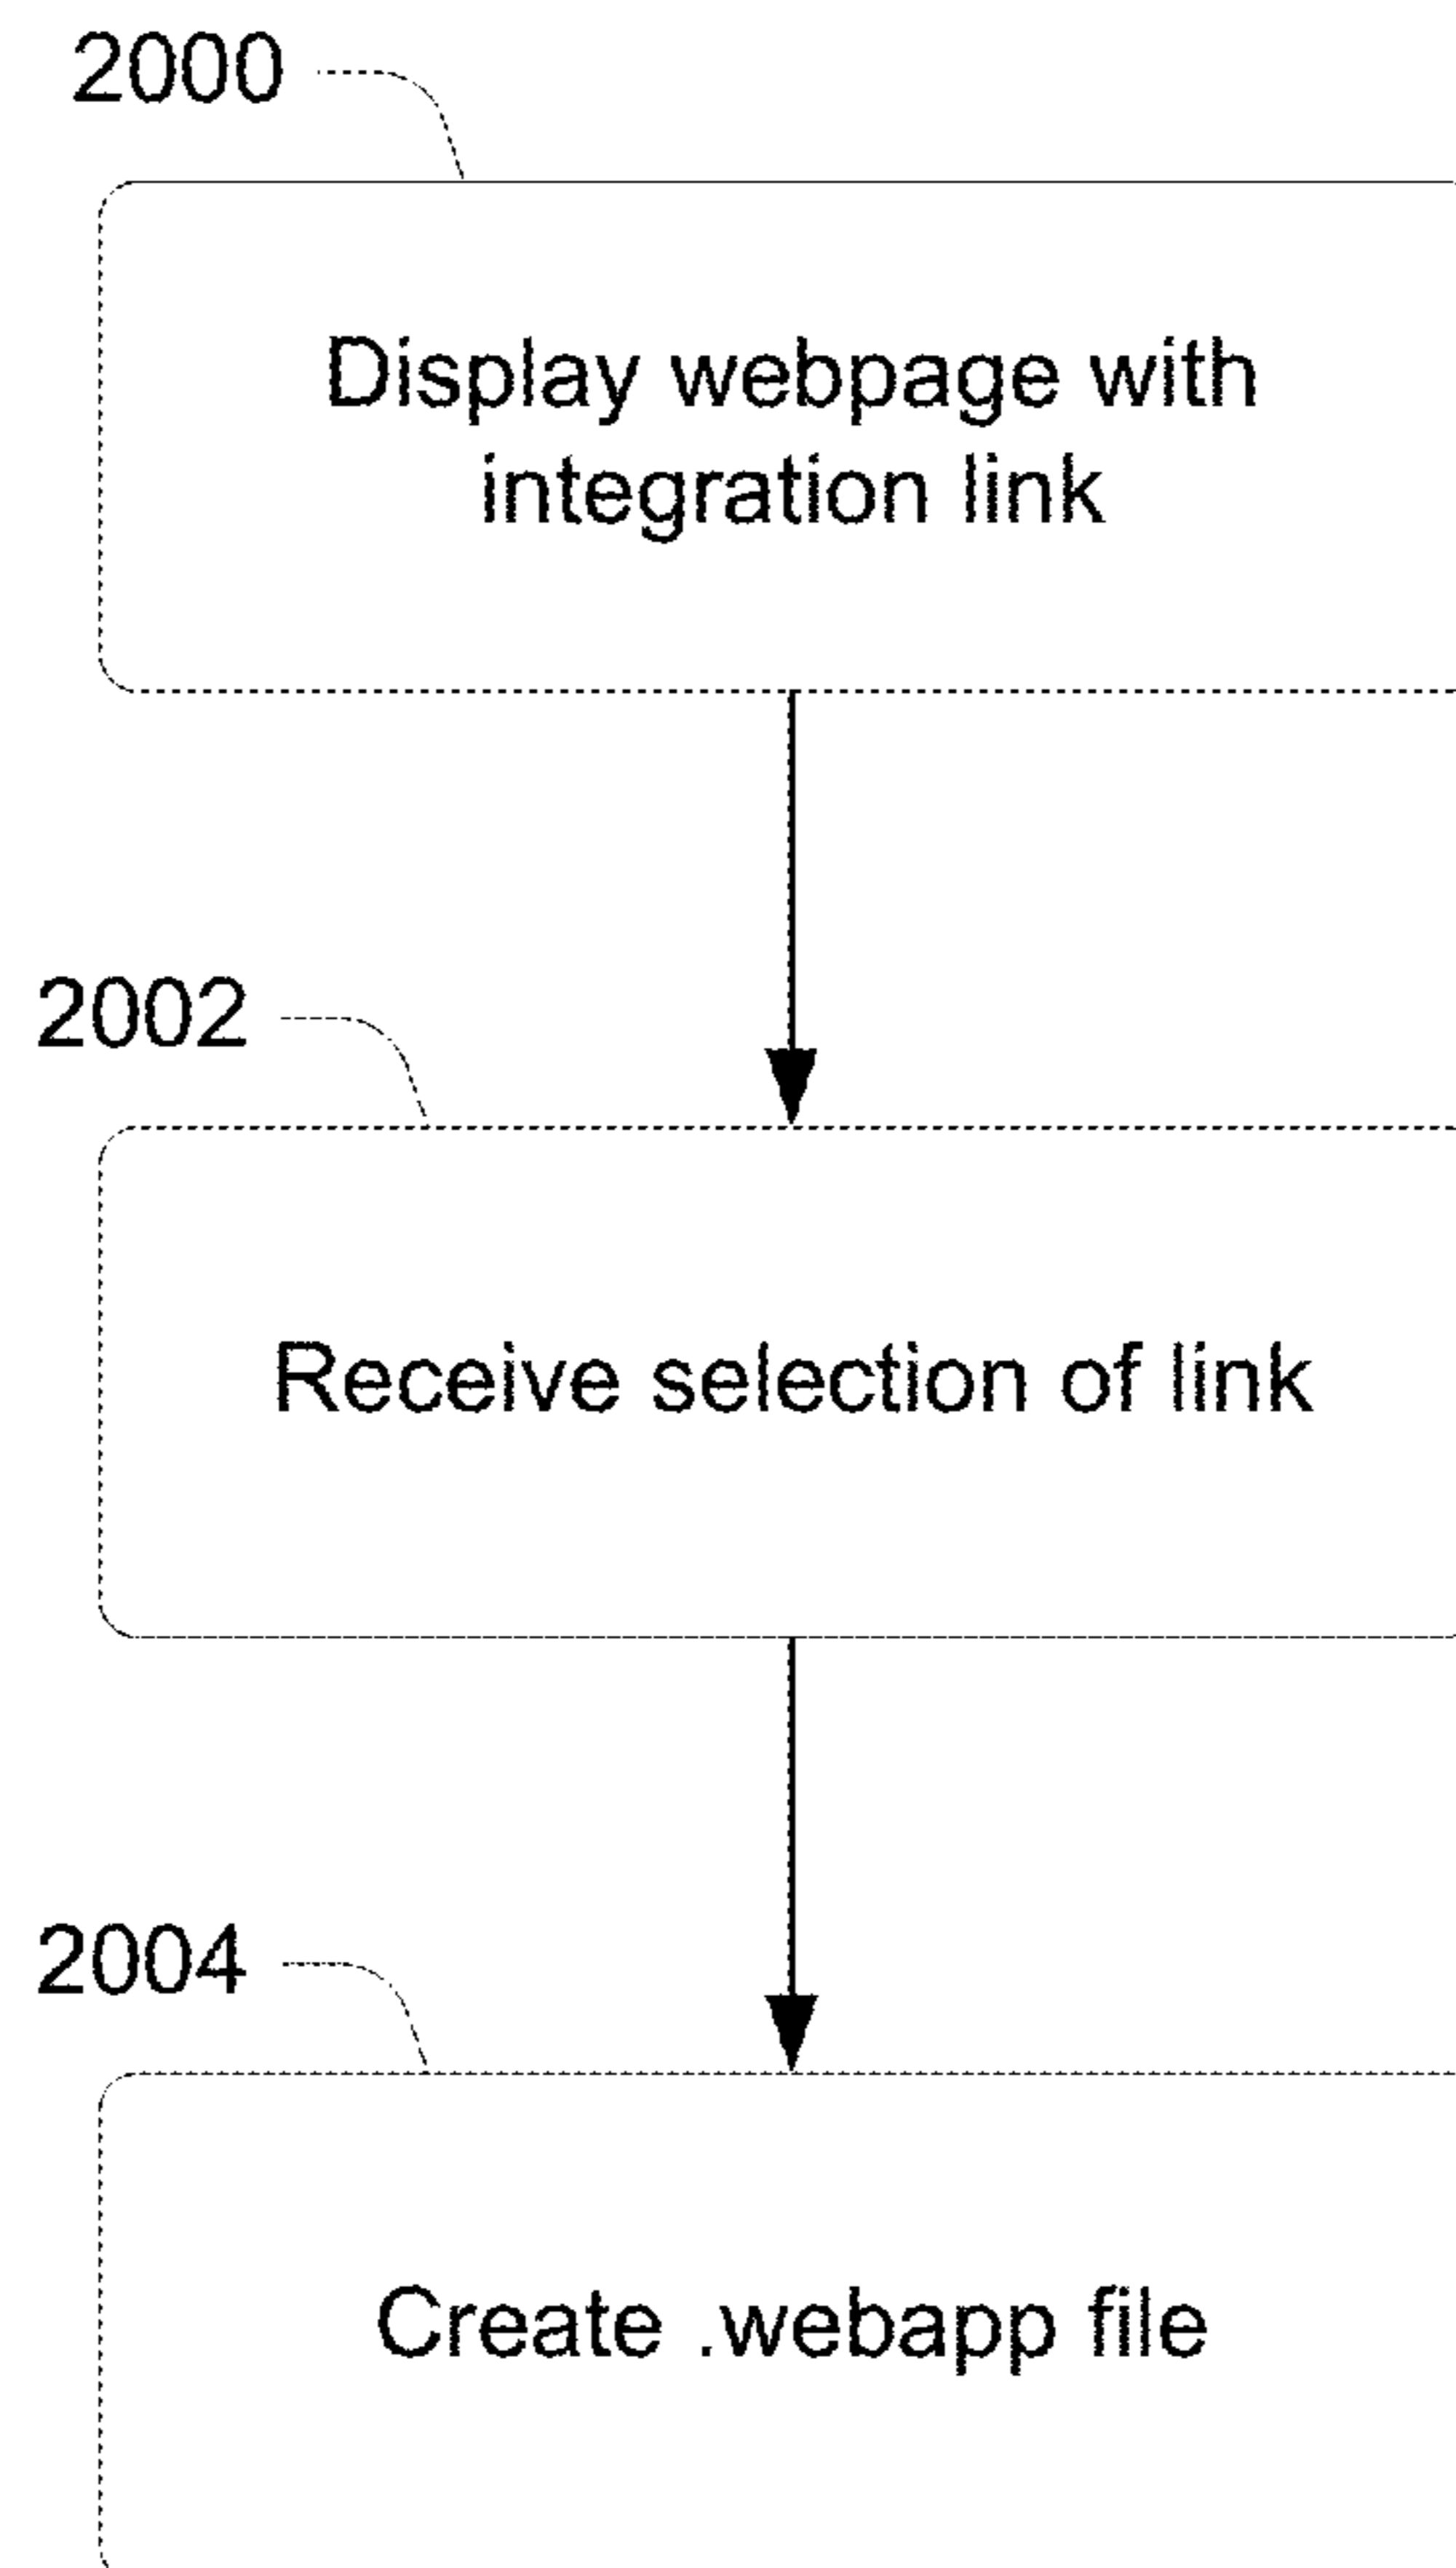 2000
Display webpage with
integration link
2002
Receive selection of link
2004
Create .webapp file